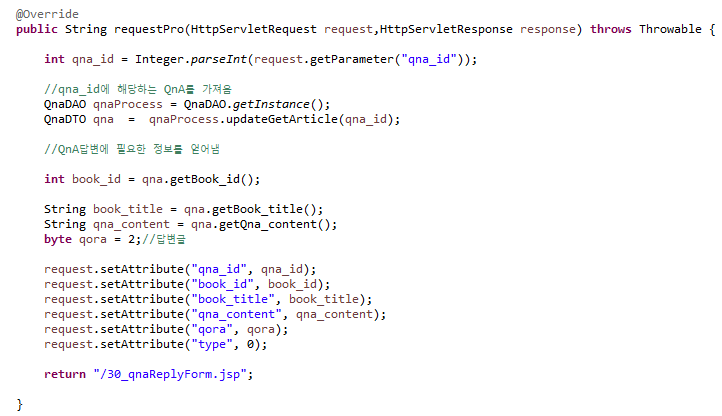 @Override
public String requestPro(HttpServletRequest request,HttpServletResponse response) throws Throwable {
int qna_id = Integer.parseInt(request.getParameter("qna_id"));
//qna_id에 해당하는 QnA를 가져옴
QnaDAO qnaProcess = QnaDAO.getInstance();
QnaDTO qna  =  qnaProcess.updateGetArticle(qna_id);
//QnA답변에 필요한 정보를 얻어냄
int book_id = qna.getBook_id();
String book_title = qna.getBook_title();
String qna_content = qna.getQna_content();
byte qora = 2;//답변글
request.setAttribute("qna_id", qna_id);
request.setAttribute("book_id", book_id);
request.setAttribute("book_title", book_title);
request.setAttribute("qna_content", qna_content);
request.setAttribute("qora", qora);
request.setAttribute("type", 0);
return "/30_qnaReplyForm.jsp";
}